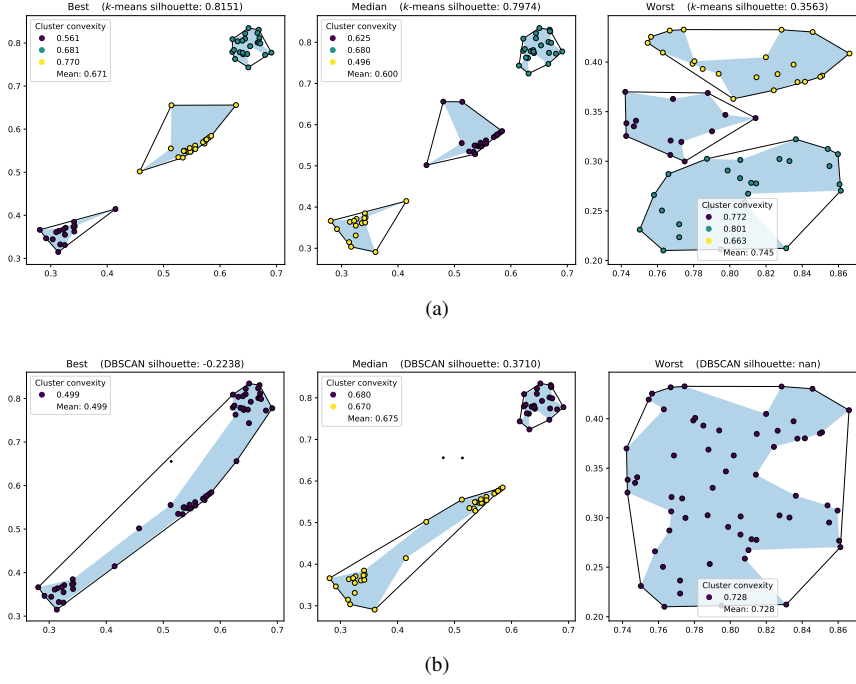 Best (k-means silhouette: 0.8151)
Cluster convexity
0.561
0.681
0.770
Mean: 0.671
0.8
0.7
0.6
0.5
0.4
0.3
0.3 0.4 0.5 0.6 0.7
Median (k-means silhouette: 0.7974)
Cluster convexity
0.625
0.680
0.496
Mean: 0.600
0.8
0.7
0.6
0.5
0.4
0.3
0.3 0.4 0.5 0.6 0.7
Worst (k-means silhouette: 0.3563)
0.40
0.35
0.30
0.25
0.20
Cluster convexity
0.772
0.801
0.663
Mean: 0.745
0.74 0.76 0.78 0.80 0.82 0.84 0.86
(a)
Best (DBSCAN silhouette: -0.2238)
Cluster convexity
0.499
Mean: 0.499
0.8
0.7
0.6
0.5
0.4
0.3
0.3 0.4 0.5 0.6 0.7
Median (DBSCAN silhouette: 0.3710)
Cluster convexity
0.680
0.670
Mean: 0.675
0.8
0.7
0.6
0.5
0.4
0.3
0.3 0.4 0.5 0.6 0.7
Worst (DBSCAN silhouette: nan)
0.40
0.35
0.30
0.25
0.20
Cluster convexity
0.728
Mean: 0.728
0.74 0.76 0.78 0.80 0.82 0.84 0.86
(b)